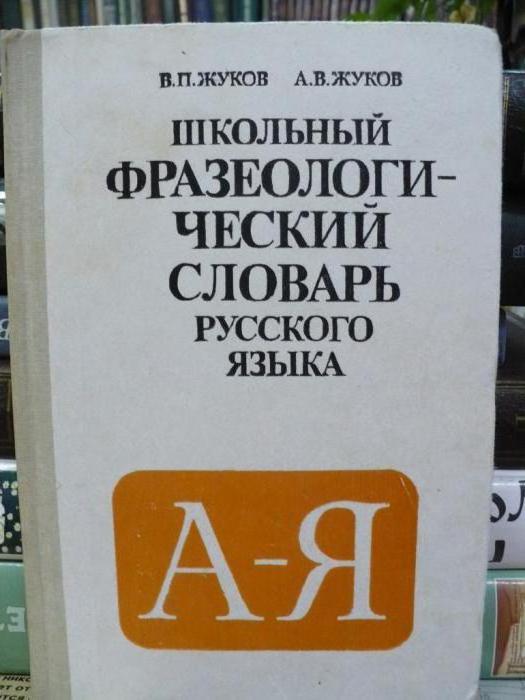 В.П.ЖУКОВ А.В.ЖУКОВ
ШКОЛЬНЫЙ
ФРАЗЕОЛОГИ-
ЧЕСКИЙ
СЛОВАРЬ
РУССКОГО
ЯЗЫКА
А-Я